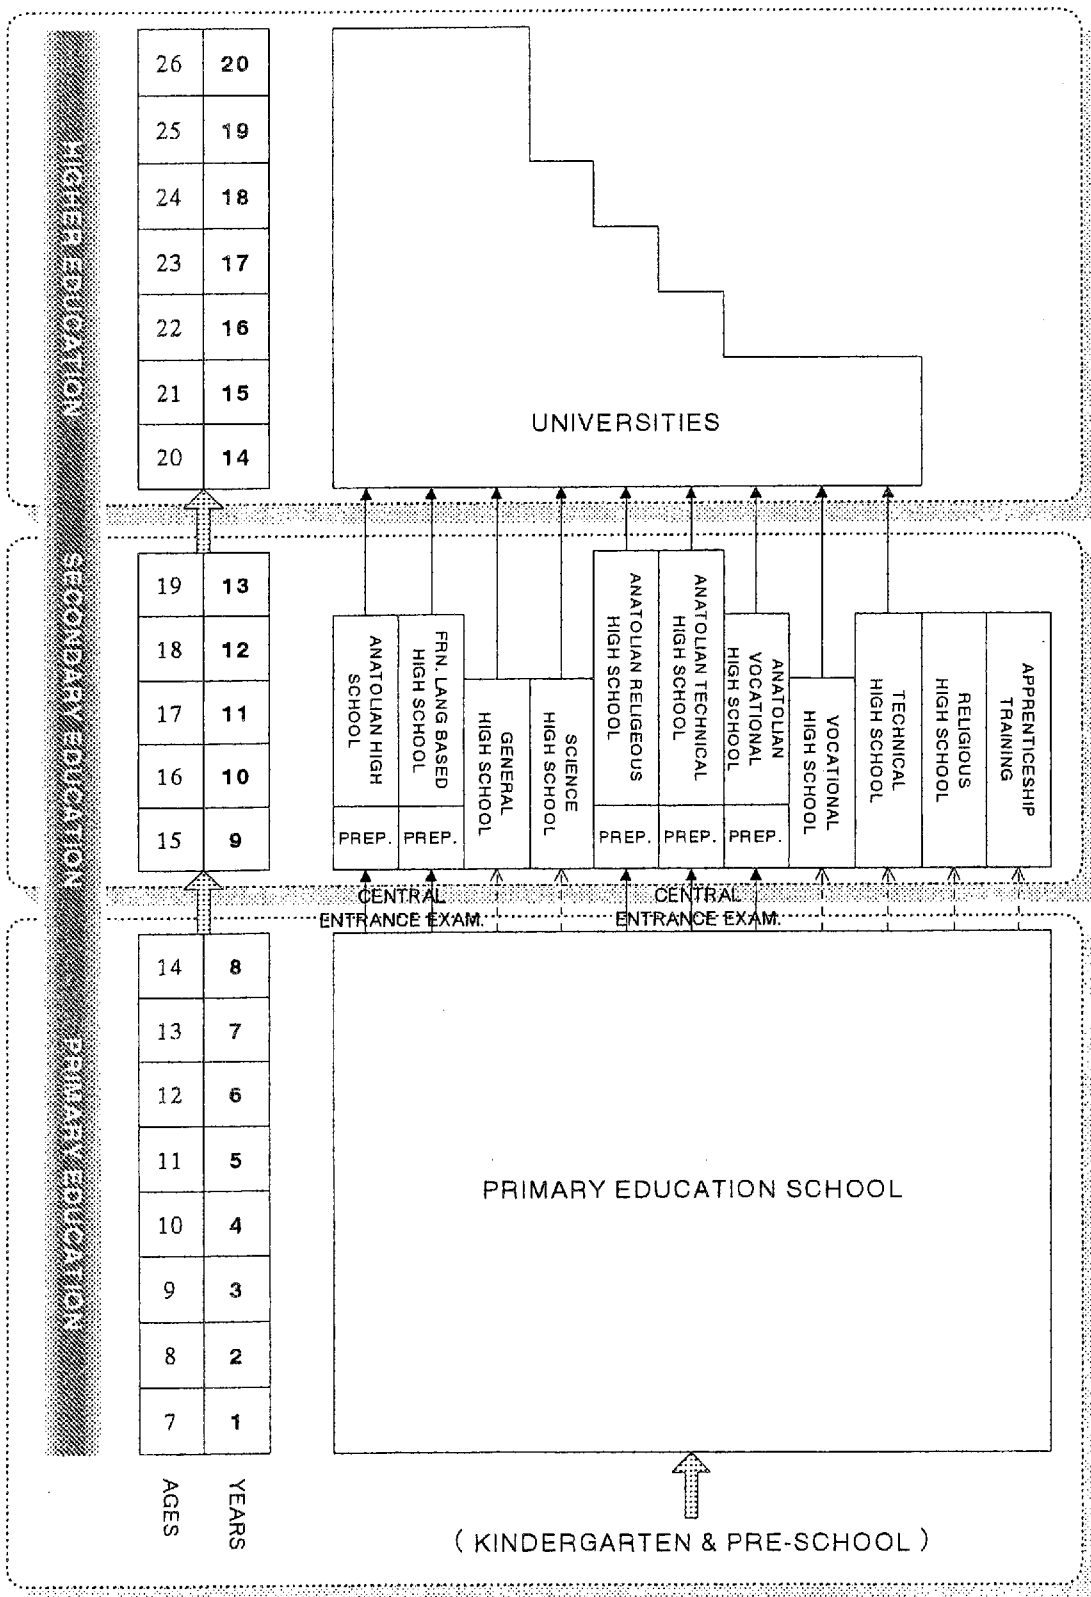 HIGHER EDUCATION
SECONDARY EDUCATION
PRIMARY EDUCATION
26 20
25 19
24 18
23 17
22 16
21 15
20 14
UNIVERSITIES
19 13
18 12
17 11
16 10
15 9
ANATOLIAN HIGH
SCHOOL
PREP.
FRN. LANG BASED
HIGH SCHOOL
PREP.
GENERAL
HIGH SCHOOL
SCIENCE
HIGH SCHOOL
ANATOLIAN RELIGEOUS
HIGH SCHOOL
PREP.
ANATOLIAN TECHNICAL
HIGH SCHOOL
PREP.
ANATOLIAN
VOCATIONAL
HIGH SCHOOL
PREP.
VOCATIONAL
HIGH SCHOOL
TECHNICAL
HIGH SCHOOL
RELIGIOUS
HIGH SCHOOL
APPRENTICESHIP
TRAINING
CENTRAL
ENTRANCE EXAM.
CENTRAL
ENTRANCE EXAM.
14 8
13 7
12 6
11 5
10 4
9 3
8 2
7 1
PRIMARY EDUCATION SCHOOL
AGES
YEARS
( KINDERGARTEN & PRE-SCHOOL )